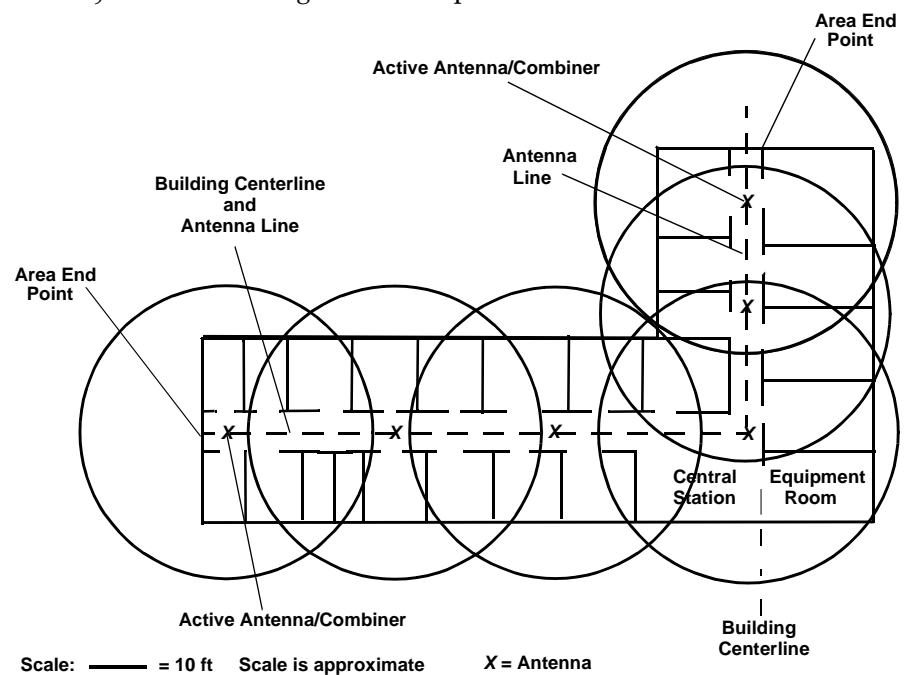 Area End
Point
Active Antenna/Combiner
Antenna
Line
Building Centerline
and
Antenna Line
Area End
Point
X
X
X
X
X
X
Central
Station
Equipment
Room
Active Antenna/Combiner
Building
Centerline
Scale: = 10 ft Scale is approximate X = Antenna